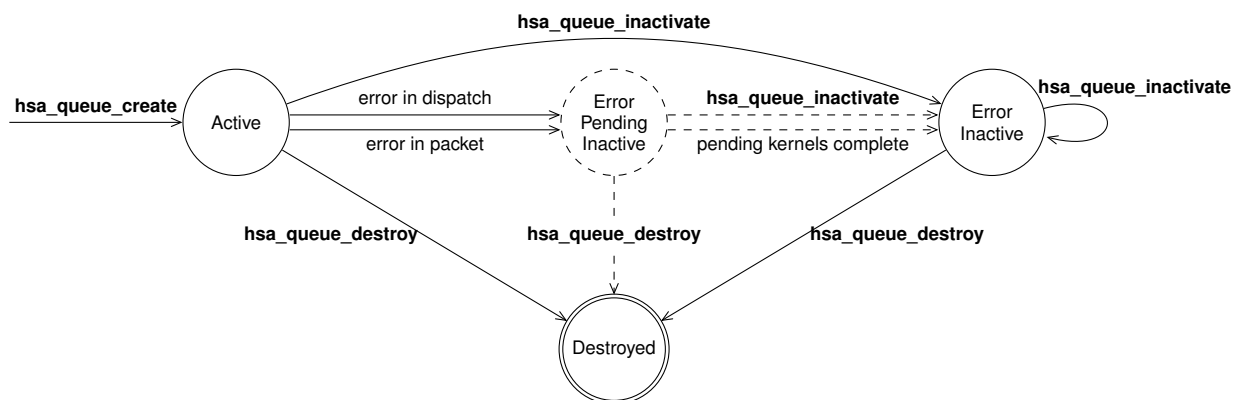 hsa_queue_inactivate
hsa_queue_create
Active
error in dispatch
error in packet
Error
Pending
Inactive
hsa_queue_inactivate
pending kernels complete
Error
Inactive
hsa_queue_inactivate
hsa_queue_destroy
hsa_queue_destroy
hsa_queue_destroy
Destroyed